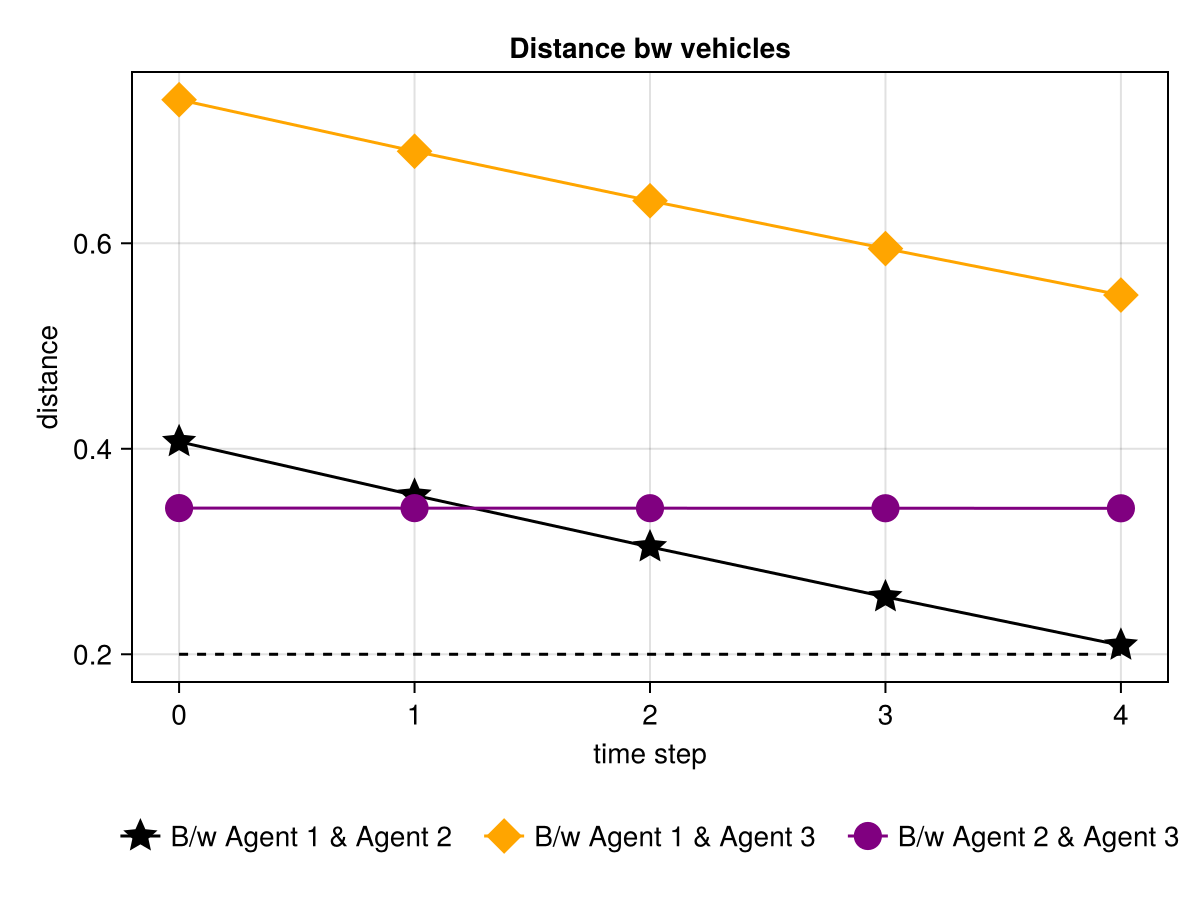 Distance bw vehicles
distance
0.6
0.4
0.2
0 1 2 3 4
time step
B/w Agent 1 & Agent 2 B/w Agent 1 & Agent 3 B/w Agent 2 & Agent 3